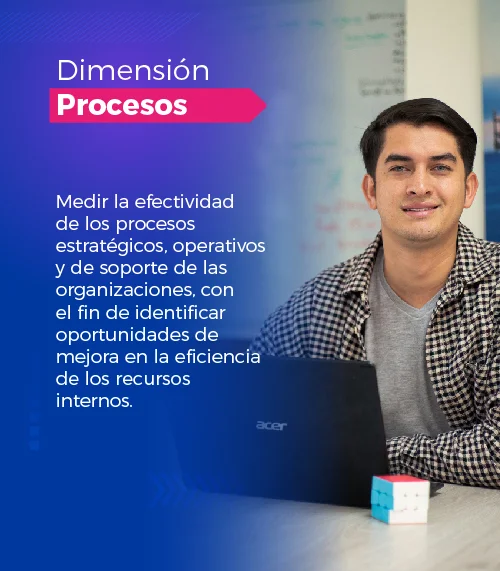 Dimensión
Procesos
Medir la efectividad
de los procesos
estratégicos, operativos
y de soporte de las
organizaciones, con
el fin de identificar
oportunidades de
mejora en la eficiencia
de los recursos
internos.
acer